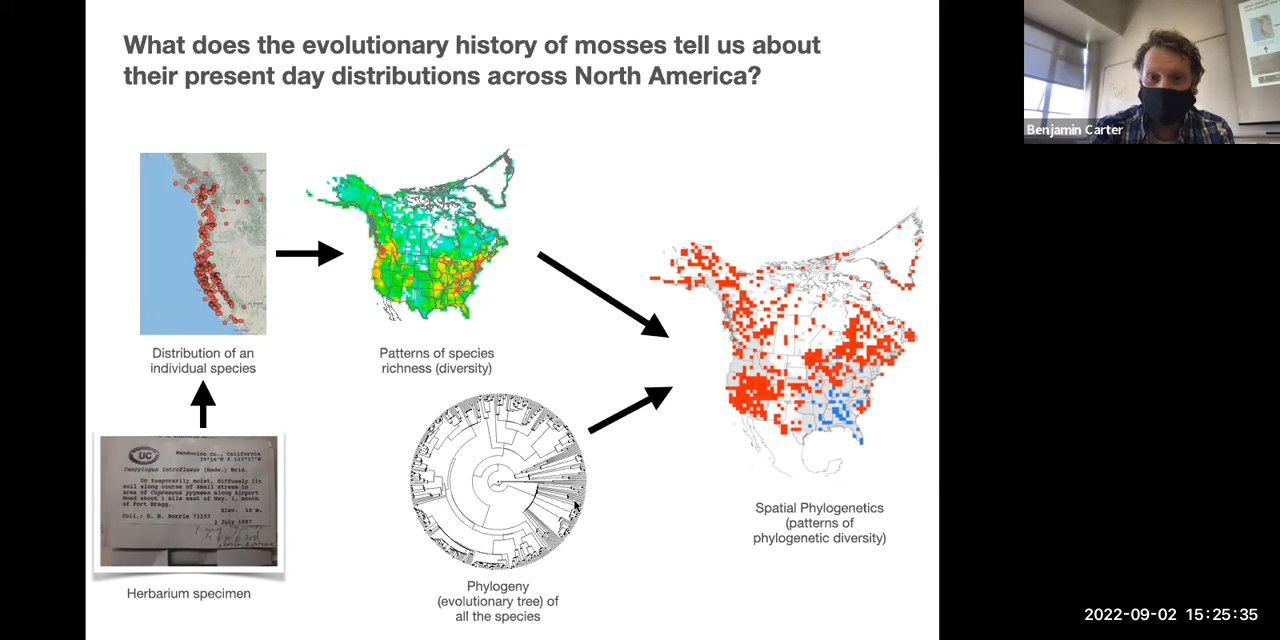 What does the evolutionary history of mosses tell us about
their present day distributions across North America?
Benjamin Carter
Distribution of an
individual species
Patterns of species
richness (diversity)
UC
Mendocino Co., California
Campylopus introflexus (Hedw.) Brid.
On temporarily moist, diffusely lit
soil along course of small stream in
area of Cupressus pygmaea along Airport
Road about 1 mile east of Hwy. 1, south
of Fort Bragg.
Elev. 30 m.
Coll.: D. H. Norris 73153
2 July 1987
Herbarium specimen
Phylogeny
(evolutionary tree) of
all the species
Spatial Phylogenetics
(patterns of
phylogenetic diversity)
2022-09-02 15:25:35